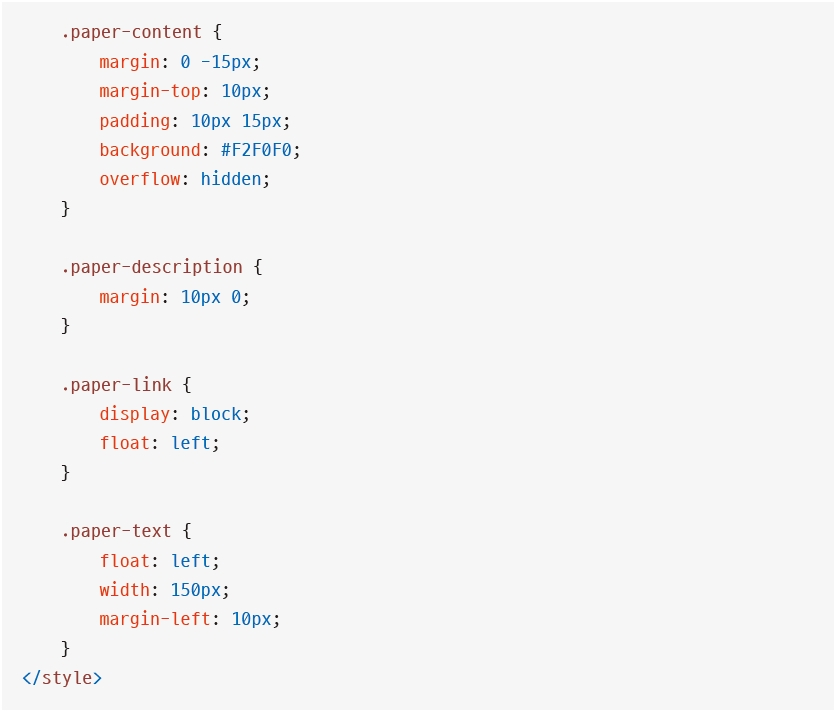 .paper-content {
margin: 0 -15px;
margin-top: 10px;
padding: 10px 15px;
background: #F2F0F0;
overflow: hidden;
}
.paper-description {
margin: 10px 0;
}
.paper-link {
display: block;
float: left;
}
.paper-text {
float: left;
width: 150px;
margin-left: 10px;
}
</style>